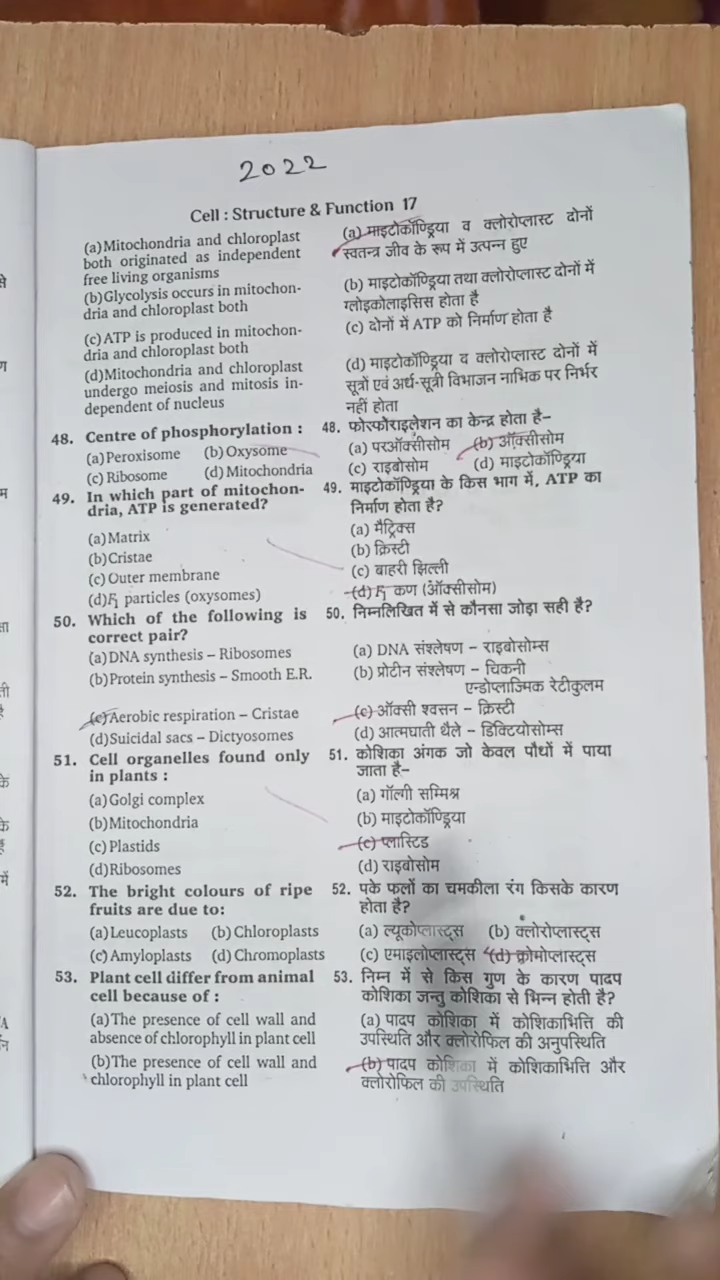 2022
Cell : Structure & Function 17
(a) Mitochondria and chloroplast
both originated as independent
free living organisms
(b) Glycolysis occurs in mitochon-
dria and chloroplast both
(c) ATP is produced in mitochon-
dria and chloroplast both
(d) Mitochondria and chloroplast
undergo meiosis and mitosis in-
dependent of nucleus
48. Centre of phosphorylation :
(a) Peroxisome (b) Oxysome
(c) Ribosome (d) Mitochondria
49. In which part of mitochon-
dria, ATP is generated?
(a) Matrix
(b) Cristae
(c) Outer membrane
(d) F₁ particles (oxysomes)
50. Which of the following is
correct pair?
(a) DNA synthesis – Ribosomes
(b) Protein synthesis – Smooth E.R.
(c) Aerobic respiration – Cristae
(d) Suicidal sacs – Dictyosomes
51. Cell organelles found only
in plants :
(a) Golgi complex
(b) Mitochondria
(c) Plastids
(d) Ribosomes
52. The bright colours of ripe
fruits are due to:
(a) Leucoplasts (b) Chloroplasts
(c) Amyloplasts (d) Chromoplasts
53. Plant cell differ from animal
cell because of :
(a) The presence of cell wall and
absence of chlorophyll in plant cell
(b) The presence of cell wall and
chlorophyll in plant cell
(a) माइटोकॉण्ड्रिया व क्लोरोप्लास्ट दोनों
स्वतन्त्र जीव के रूप में उत्पन्न हुए
(b) माइटोकॉण्ड्रिया तथा क्लोरोप्लास्ट दोनों में
ग्लोइकोलाइसिस होता है
(c) दोनों में ATP को निर्माण होता है
(d) माइटोकॉण्ड्रिया व क्लोरोप्लास्ट दोनों में
सूत्रों एवं अर्ध-सूत्री विभाजन नाभिक पर निर्भर
नहीं होता
48. फोरफोराइलेशन का केन्द्र होता है–
(a) परऑक्सीसोम (b) ऑक्सीसोम
(c) राइबोसोम (d) माइटोकॉण्ड्रिया
49. माइटोकॉण्ड्रिया के किस भाग में, ATP का
निर्माण होता है?
(a) मैट्रिक्स
(b) क्रिस्टी
(c) बाहरी झिल्ली
(d) F₁ कण (ऑक्सीसोम)
50. निम्नलिखित में से कौनसा जोड़ा सही है?
(a) DNA संश्लेषण – राइबोसोम्स
(b) प्रोटीन संश्लेषण – चिकनी
एन्डोप्लाज्मिक रेटीकुलम
(c) ऑक्सी श्वसन – क्रिस्टी
(d) आत्मघाती थैले – डिक्टियोसोम्स
51. कोशिका अंगक जो केवल पौधों में पाया
जाता है–
(a) गॉल्गी सम्मिश्र
(b) माइटोकॉण्ड्रिया
(c) प्लास्टिड
(d) राइबोसोम
52. पके फलों का चमकीला रंग किसके कारण
होता है?
(a) ल्यूकोप्लास्ट्स (b) क्लोरोप्लास्ट्स
(c) एमाइलोप्लास्ट्स (d) क्रोमोप्लास्ट्स
53. निम्न में से किस गुण के कारण पादप
कोशिका जन्तु कोशिका से भिन्न होती है?
(a) पादप कोशिका में कोशिकाभित्ति की
उपस्थिति और क्लोरोफिल की अनुपस्थिति
(b) पादप कोशिका में कोशिकाभित्ति और
क्लोरोफिल की उपस्थिति